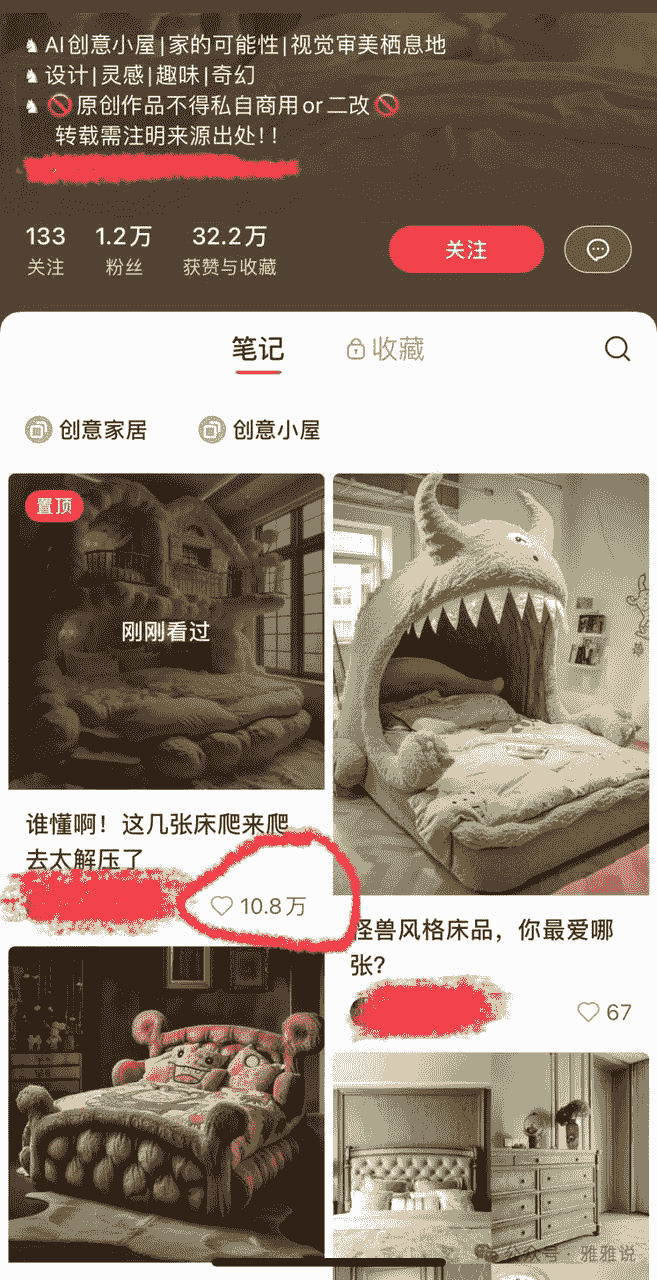 AI创意小屋|家的可能性|视觉审美栖息地
设计|灵感|趣味|奇幻
原创作品不得私自商用or二改
转载需注明来源出处!!
133 1.2万 32.2万
关注 粉丝 获赞与收藏
关注
笔记 收藏
创意家居 创意小屋
置顶
刚刚看过
谁懂啊！这几张床爬来爬
去太解压了
10.8万
怪兽风格床品，你最爱哪
张？
67
公众号·雅雅说